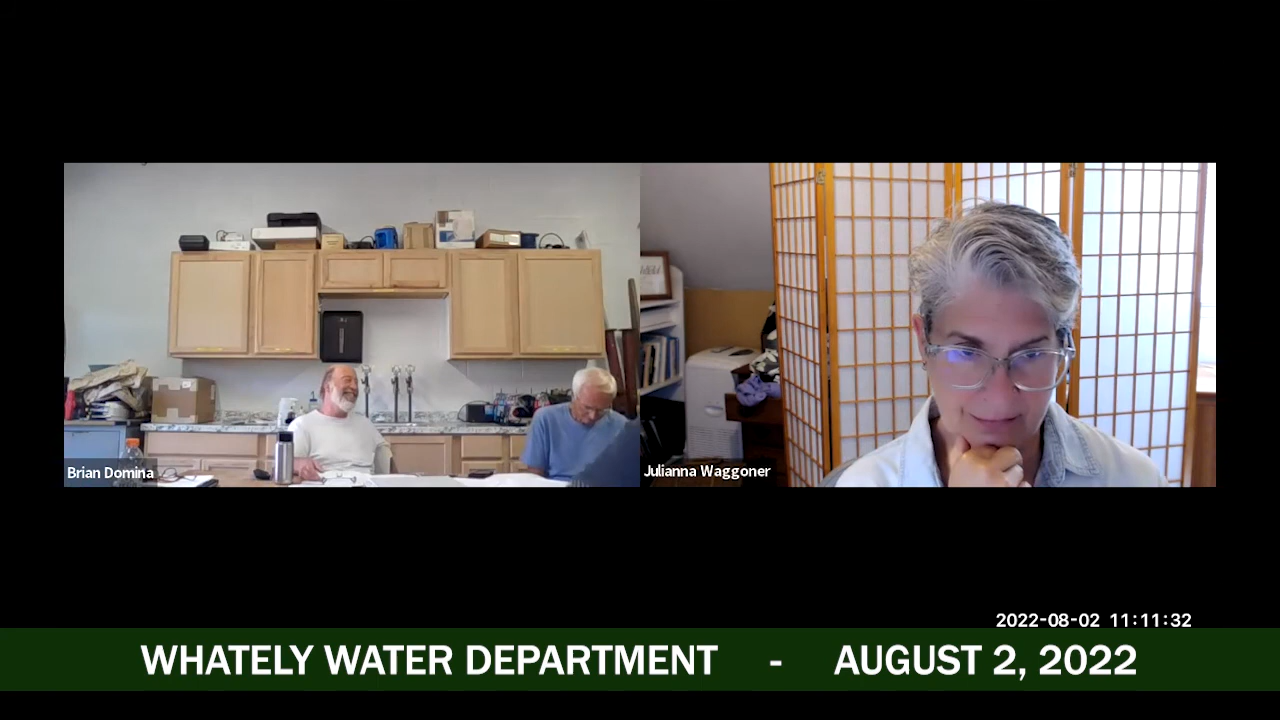 Brian Domina
Julianna Waggoner
2022-08-02 11:11:32
WHATELY WATER DEPARTMENT - AUGUST 2, 2022